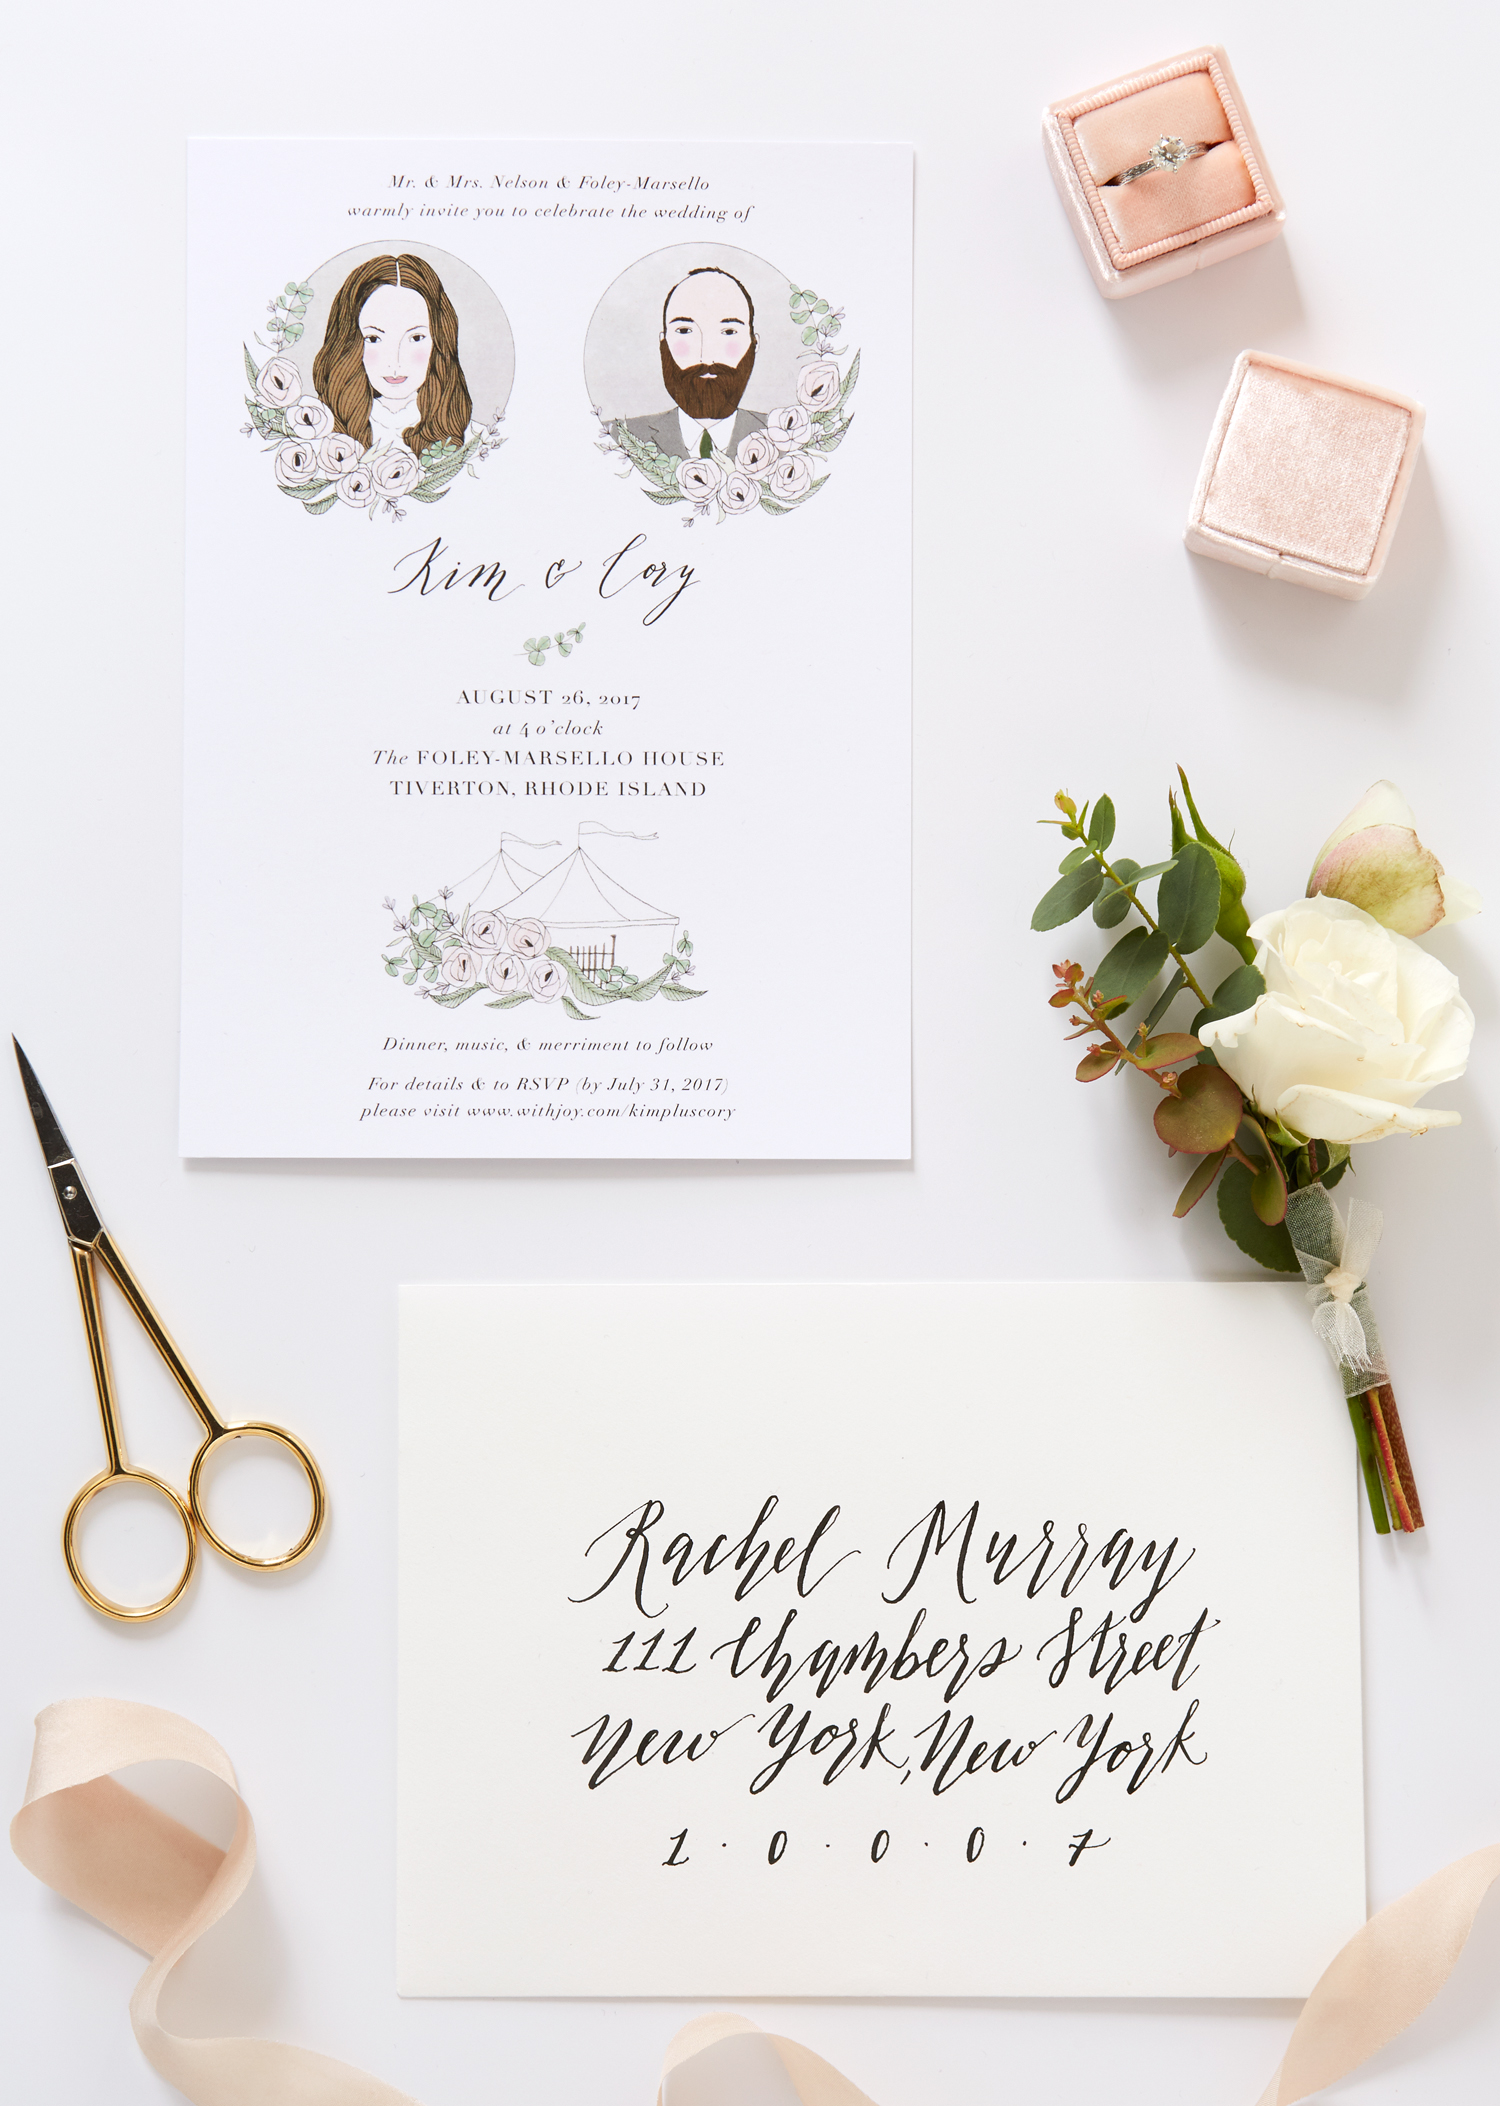 Mr. & Mrs. Nelson & Foley-Marsello
warmly invite you to celebrate the wedding of
Kim & Cory
AUGUST 26, 2017
at 4 o'clock
The FOLEY-MARSELLO HOUSE
TIVERTON, RHODE ISLAND
Dinner, music, & merriment to follow
For details & to RSVP (by July 31, 2017)
please visit www.withjoy.com/kimpluscory
Rachel Murray
111 Chambers Street
New York, New York
1 · 0 · 0 · 0 · 7